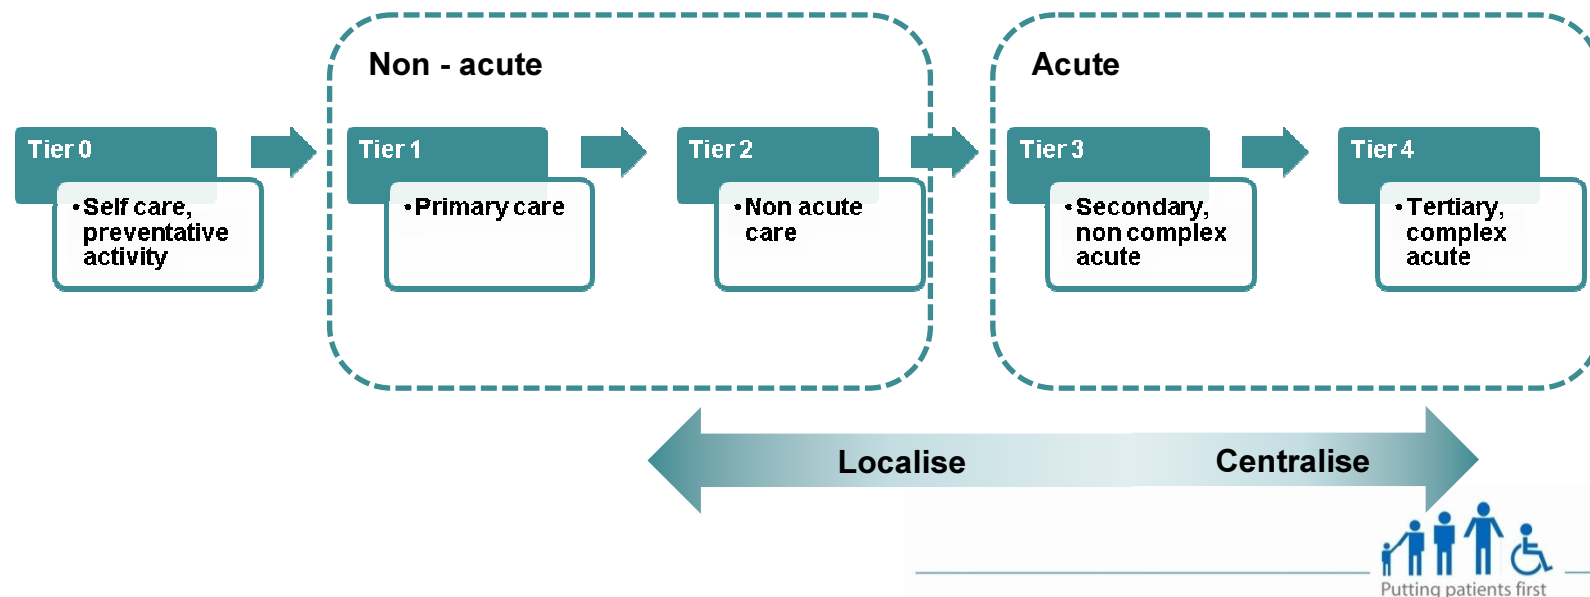 Non - acute
Acute
Tier 0
• Self care,
preventative
activity
Tier 1
• Primary care
Tier 2
• Non acute
care
Tier 3
• Secondary,
non complex
acute
Tier 4
• Tertiary,
complex
acute
Localise
Centralise
Putting patients first